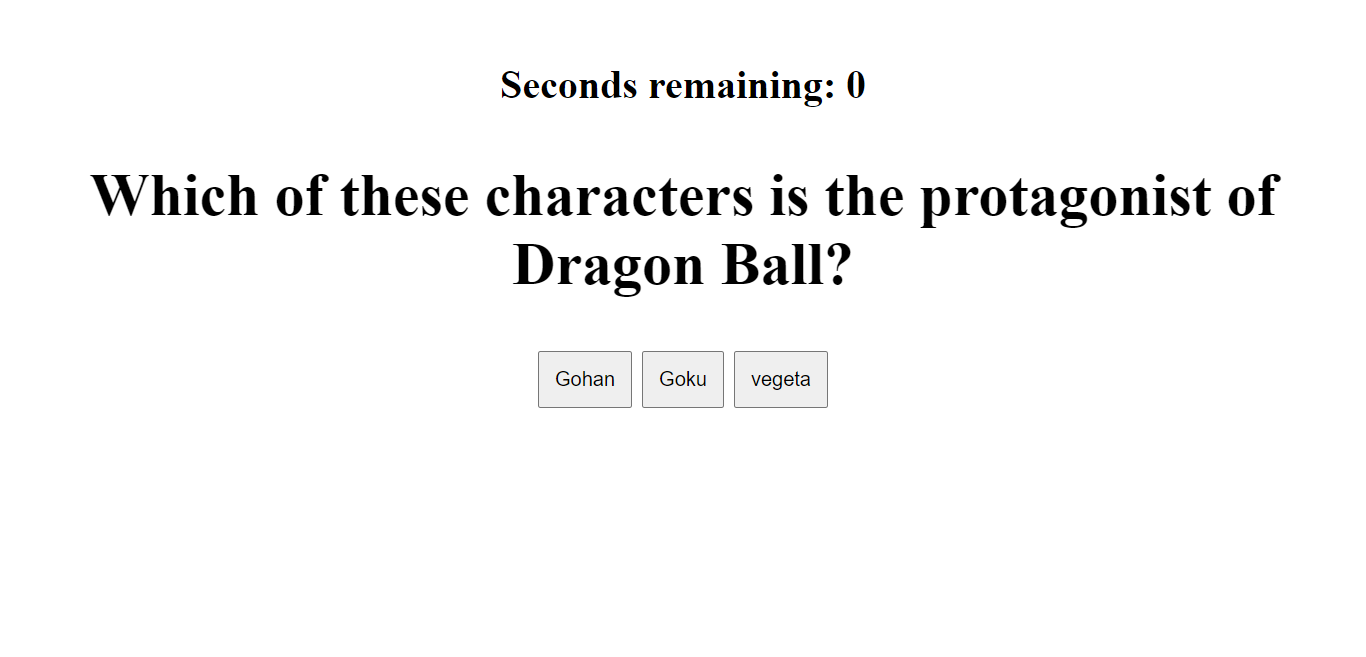 Seconds remaining: 0
Which of these characters is the protagonist of
Dragon Ball?
Gohan
Goku
vegeta